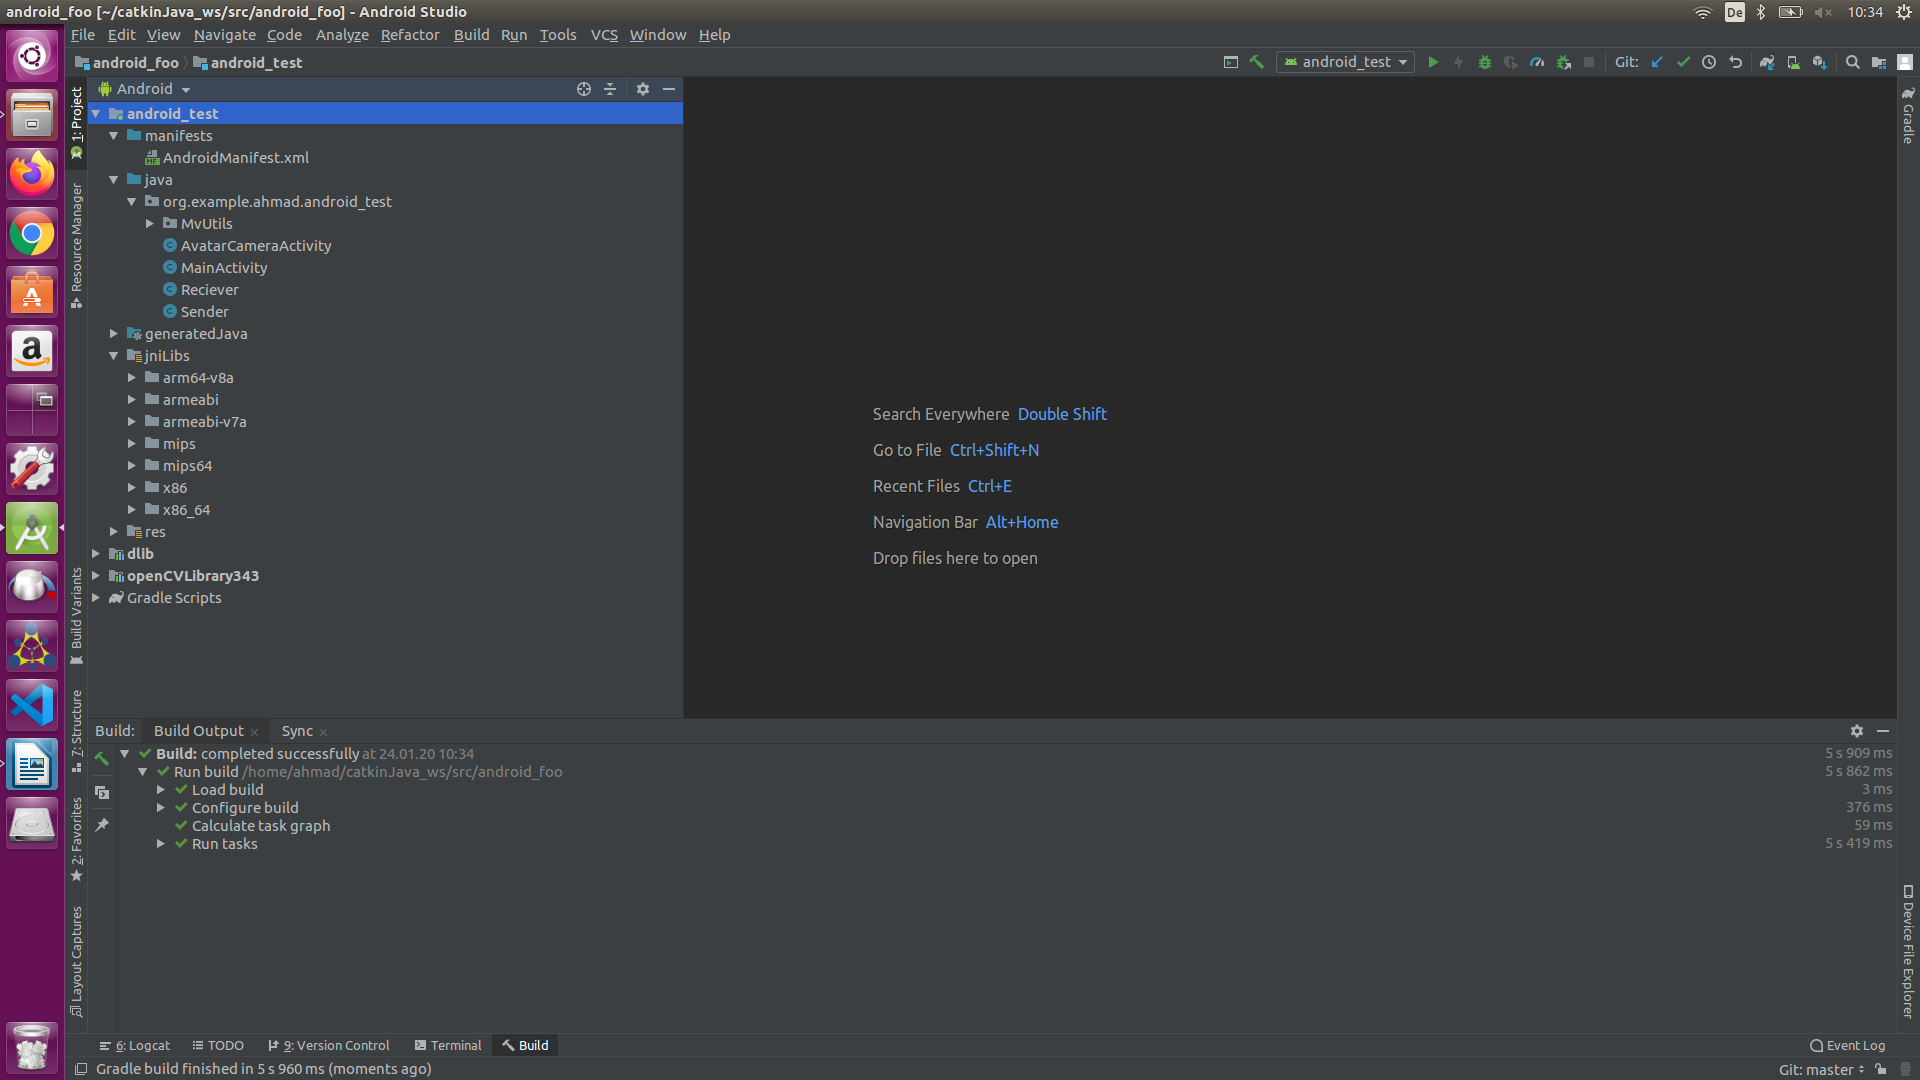 android_foo [~/catkinJava_ws/src/android_foo] - Android Studio
De
10:34
File Edit View Navigate Code Analyze Refactor Build Run Tools VCS Window Help
android_foo android_test
android_test
Git:
1: Project
Resource Manager
Build Variants
7: Structure
2: Favorites
Layout Captures
Android
android_test
manifests
AndroidManifest.xml
java
org.example.ahmad.android_test
MvUtils
AvatarCameraActivity
MainActivity
Reciever
Sender
generatedJava
jniLibs
arm64-v8a
armeabi
armeabi-v7a
mips
mips64
x86
x86_64
res
dlib
openCVLibrary343
Gradle Scripts
Search Everywhere Double Shift
Go to File Ctrl+Shift+N
Recent Files Ctrl+E
Navigation Bar Alt+Home
Drop files here to open
Gradle
Device File Explorer
Build: Build Output Sync
Build: completed successfully at 24.01.20 10:34 5 s 909 ms
Run build /home/ahmad/catkinJava_ws/src/android_foo 5 s 862 ms
Load build 3 ms
Configure build 376 ms
Calculate task graph 59 ms
Run tasks 5 s 419 ms
6: Logcat TODO 9: Version Control Terminal Build Event Log
Gradle build finished in 5 s 960 ms (moments ago) Git: master